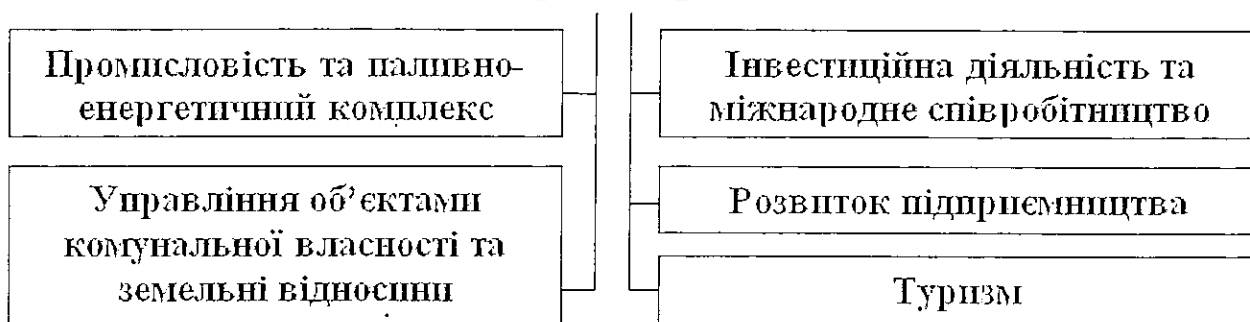 Промисловість та паливно-
енергетичний комплекс
Управління об’єктами
комунальної власності та
земельні відносини
Інвестиційна діяльність та
міжнародне співробітництво
Розвиток підприємництва
Туризм